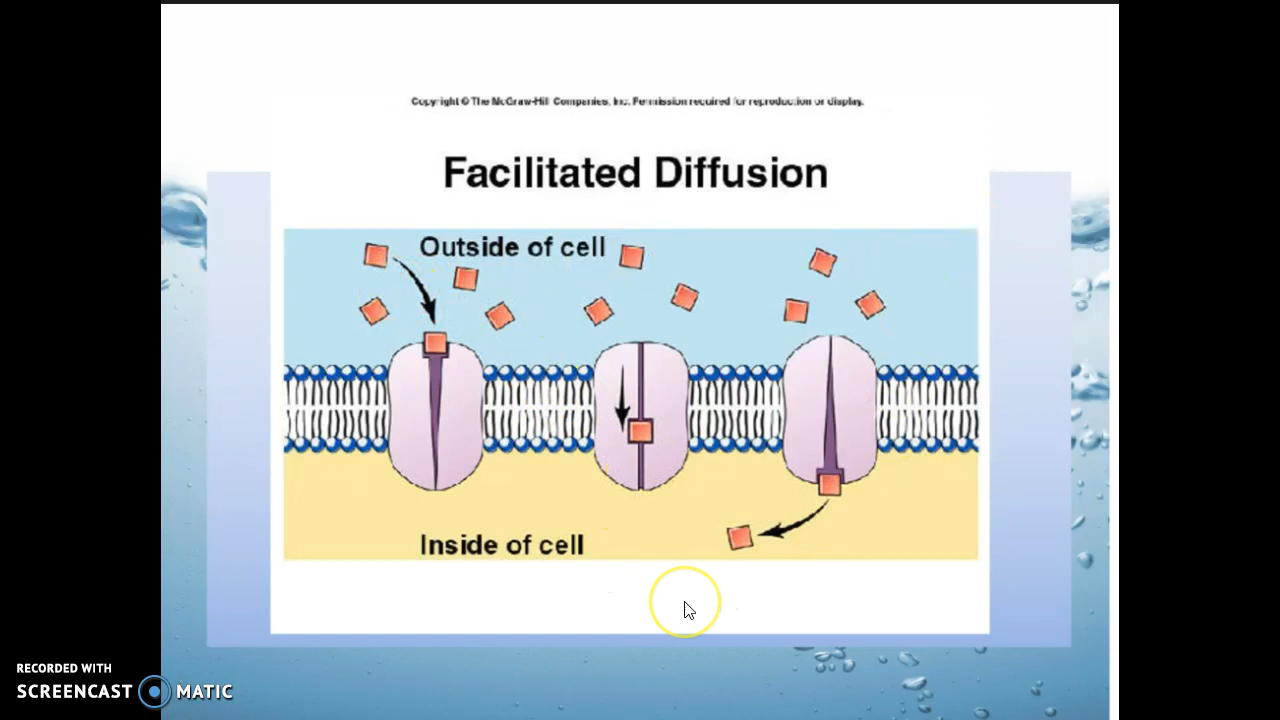 Copyright © The McGraw-Hill Companies, Inc. Permission required for reproduction or display.
Facilitated Diffusion
Outside of cell
Inside of cell
RECORDED WITH
SCREENCAST MATIC